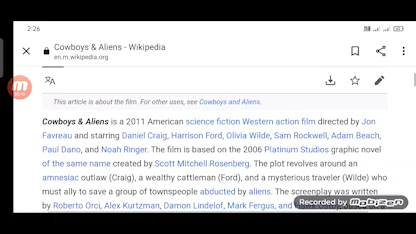 2:26
Cowboys & Aliens - Wikipedia
en.m.wikipedia.org
This article is about the film. For other uses, see Cowboys and Aliens.
Cowboys & Aliens is a 2011 American science fiction Western action film directed by Jon
Favreau and starring Daniel Craig, Harrison Ford, Olivia Wilde, Sam Rockwell, Adam Beach,
Paul Dano, and Noah Ringer. The film is based on the 2006 Platinum Studios graphic novel
of the same name created by Scott Mitchell Rosenberg. The plot revolves around an
amnesiac outlaw (Craig), a wealthy cattleman (Ford), and a mysterious traveler (Wilde) who
must ally to save a group of townspeople abducted by aliens. The screenplay was written
by Roberto Orci, Alex Kurtzman, Damon Lindelof, Mark Fergus, and
Recorded by Mobizen